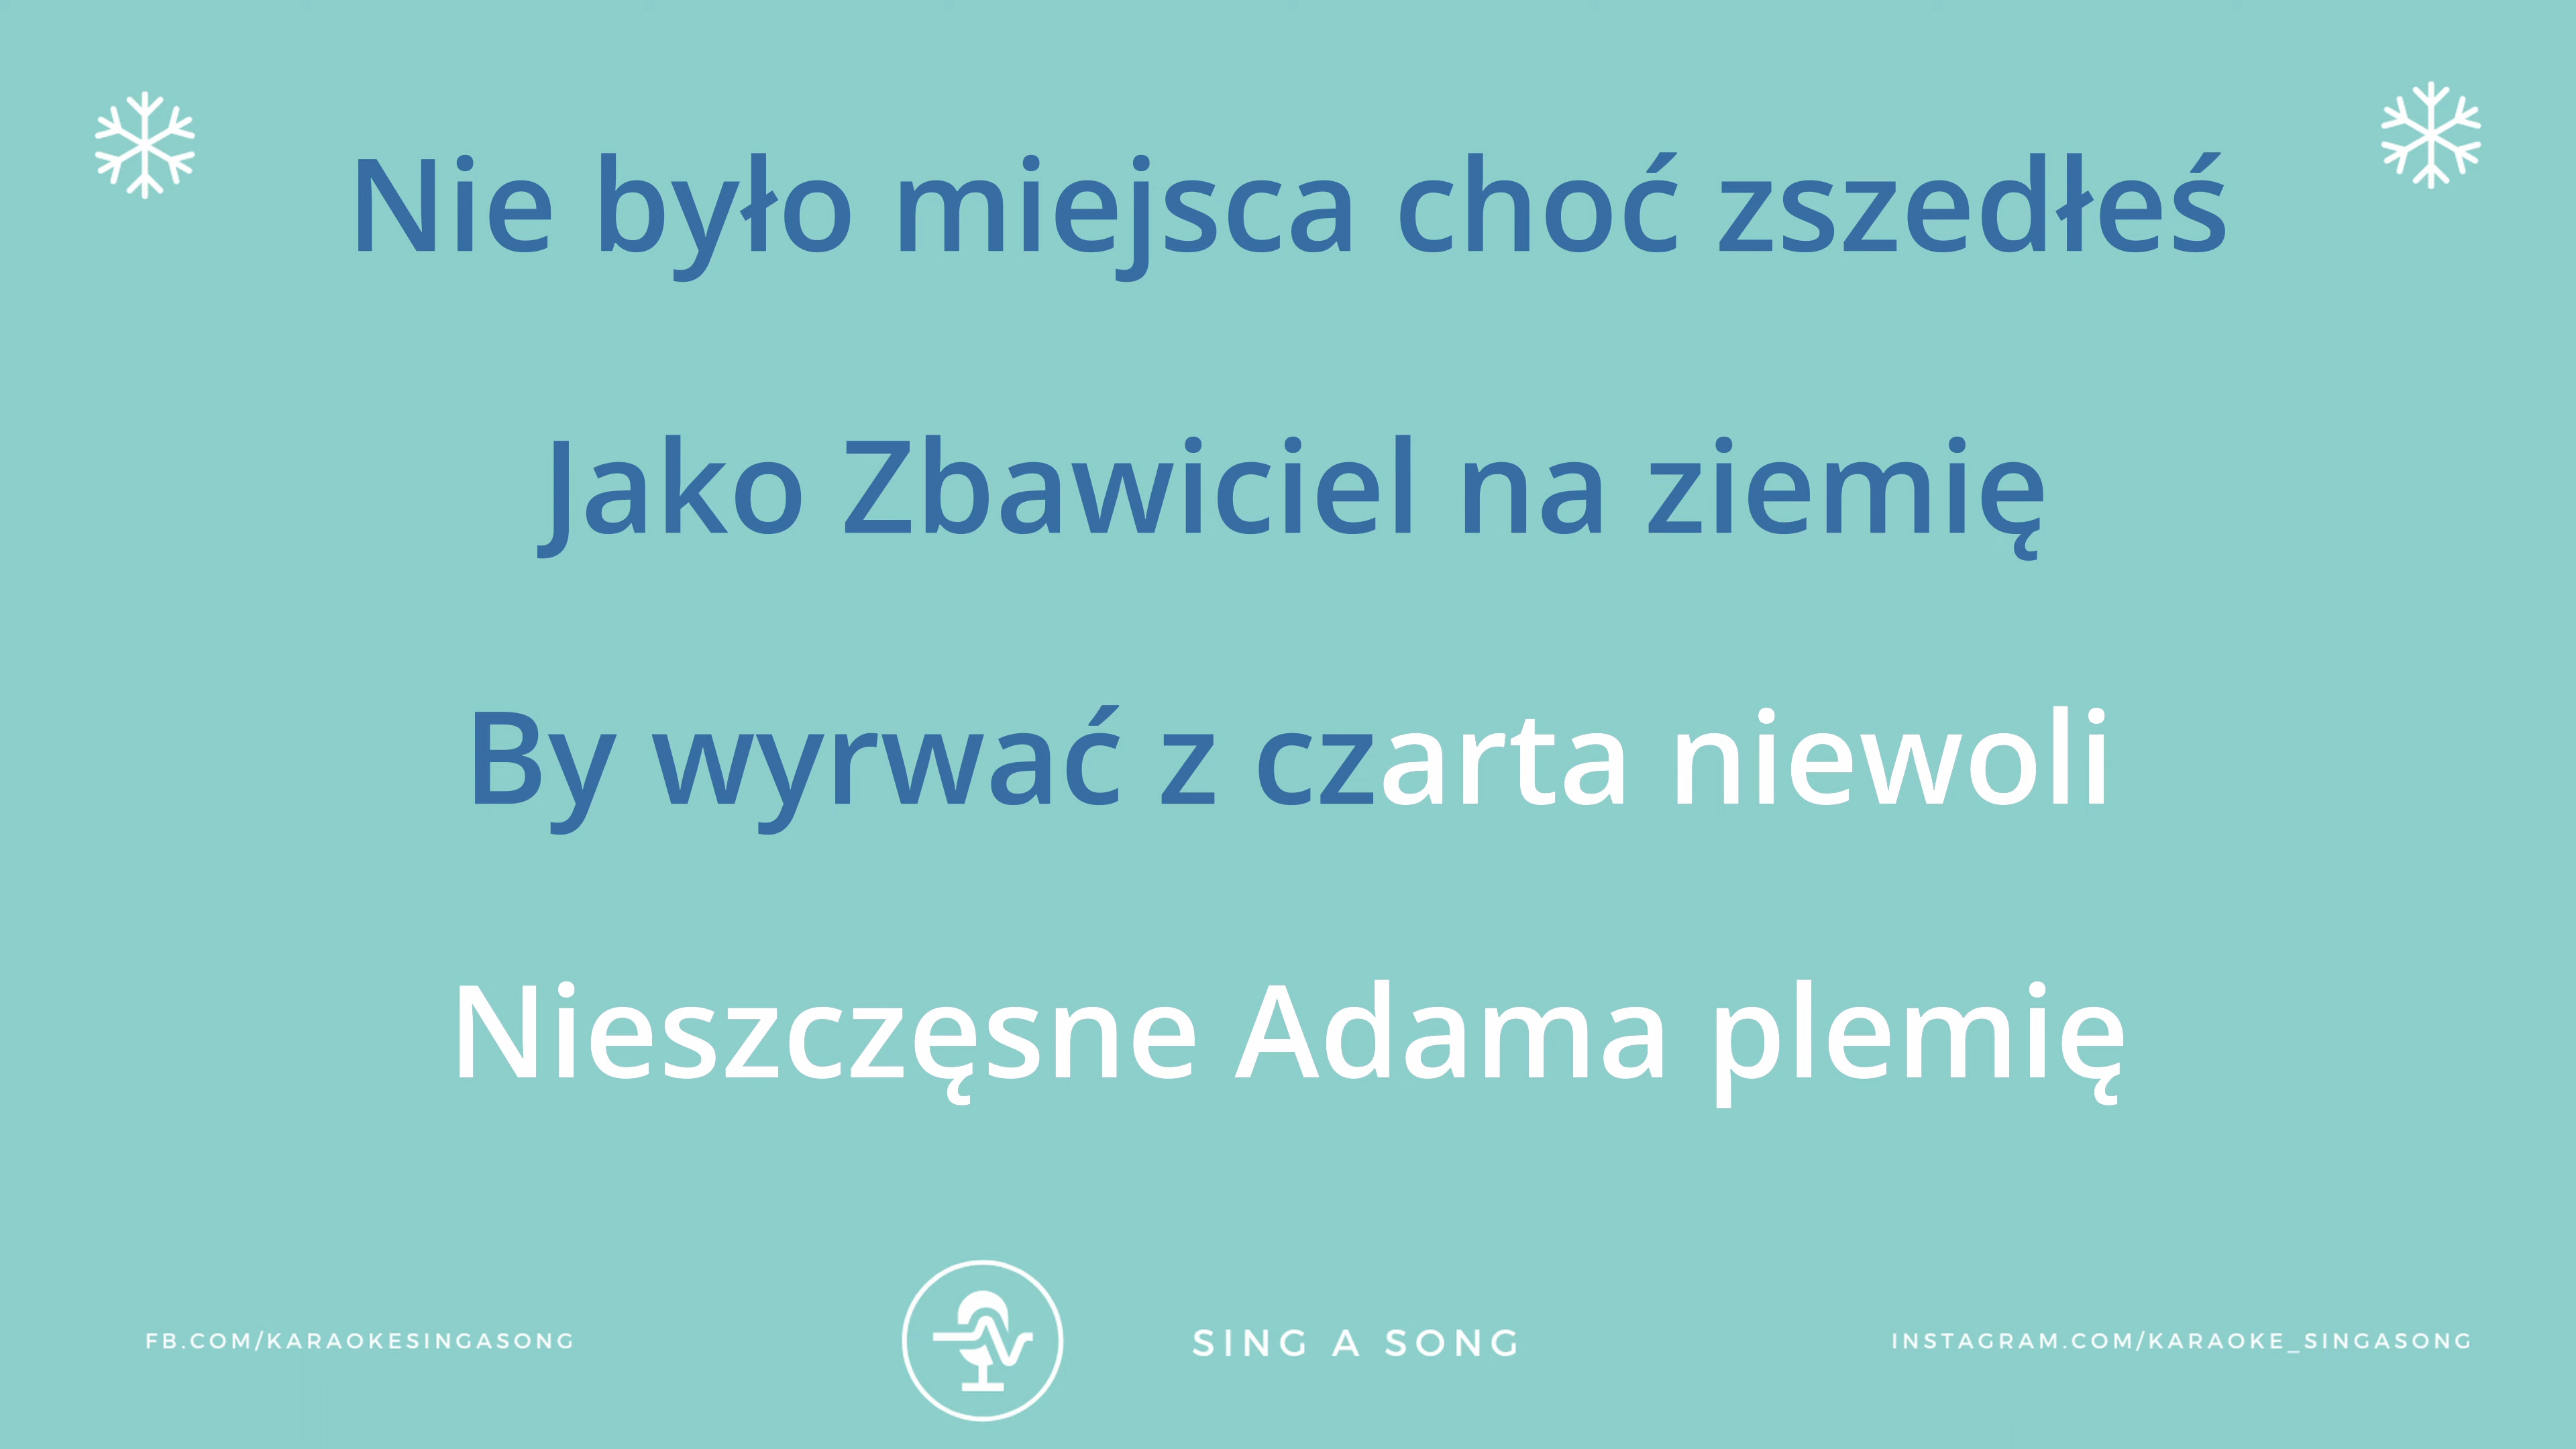 Nie było miejsca choć zszedłeś
Jako Zbawiciel na ziemię
By wyrwać z czarta niewoli
Nieszczęsne Adama plemię
FB.COM/KARAOKESINGASONG
SING A SONG
INSTAGRAM.COM/KARAOKE_SINGASONG